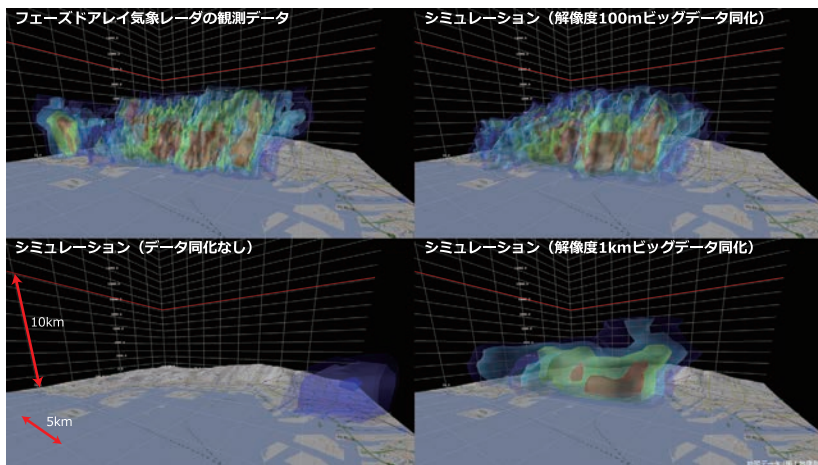 フェーズドアレイ気象レーダの観測データ
シミュレーション（解像度100mビッグデータ同化）
シミュレーション（データ同化なし）
シミュレーション（解像度1kmビッグデータ同化）
10km
5km